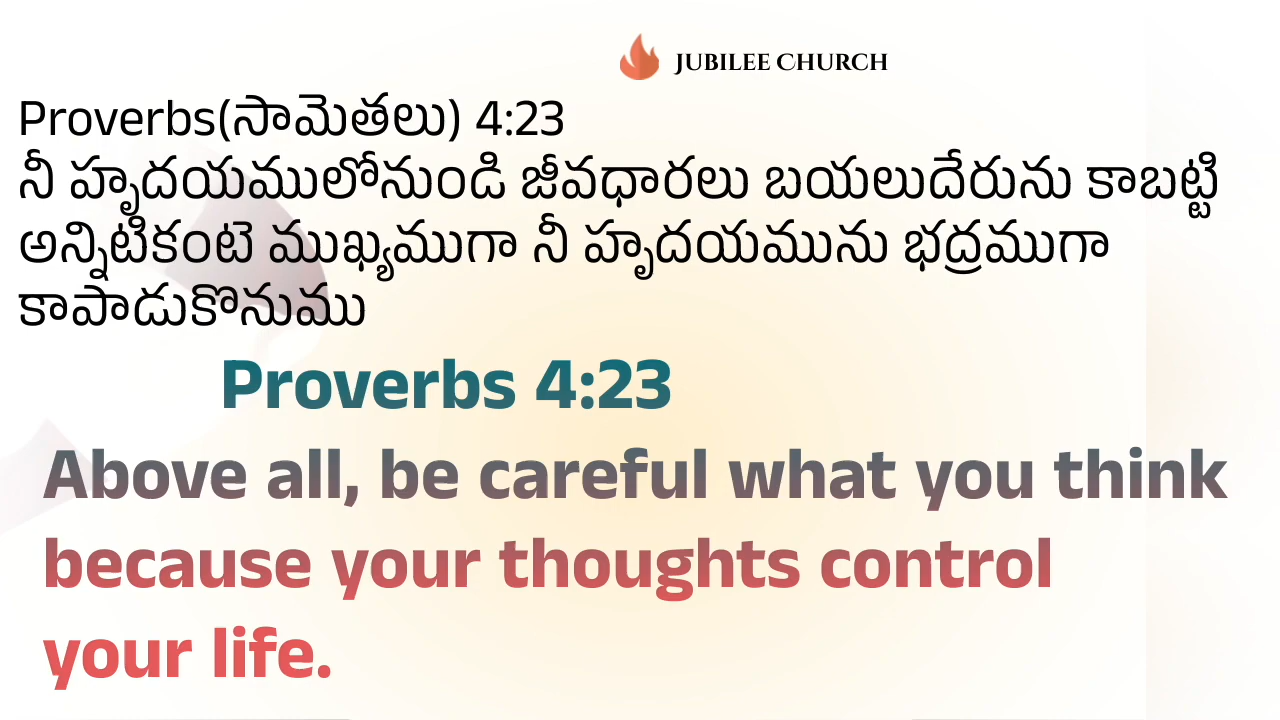 JUBILEE CHURCH
Proverbs(సామెతలు) 4:23
నీ హృదయములోనుండి జీవధారలు బయలుదేరును కాబట్టి
అన్నిటికంటె ముఖ్యముగా నీ హృదయమును భద్రముగా
కాపాడుకొనుము
Proverbs 4:23
Above all, be careful what you think
because your thoughts control
your life.